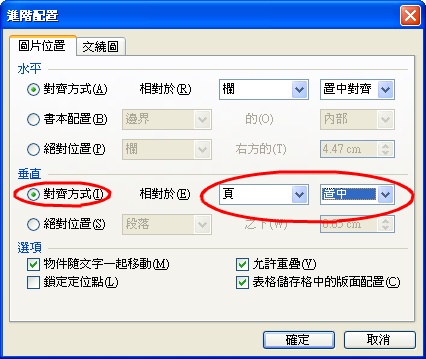 進階配置
圖片位置 文繞圖
水平
對齊方式(A) 相對於(R) 欄 置中對齊
書本配置(B) 邊界 的(O) 內部
絕對位置(P) 欄 右方的(T) 4.47 cm
垂直
對齊方式(I) 相對於(E) 頁 置中
絕對位置(S) 段落 之下(W) 0.03 cm
選項
物件隨文字一起移動(M) 允許重疊(V)
鎖定定位點(L) 表格儲存格中的版面配置(C)
確定 取消